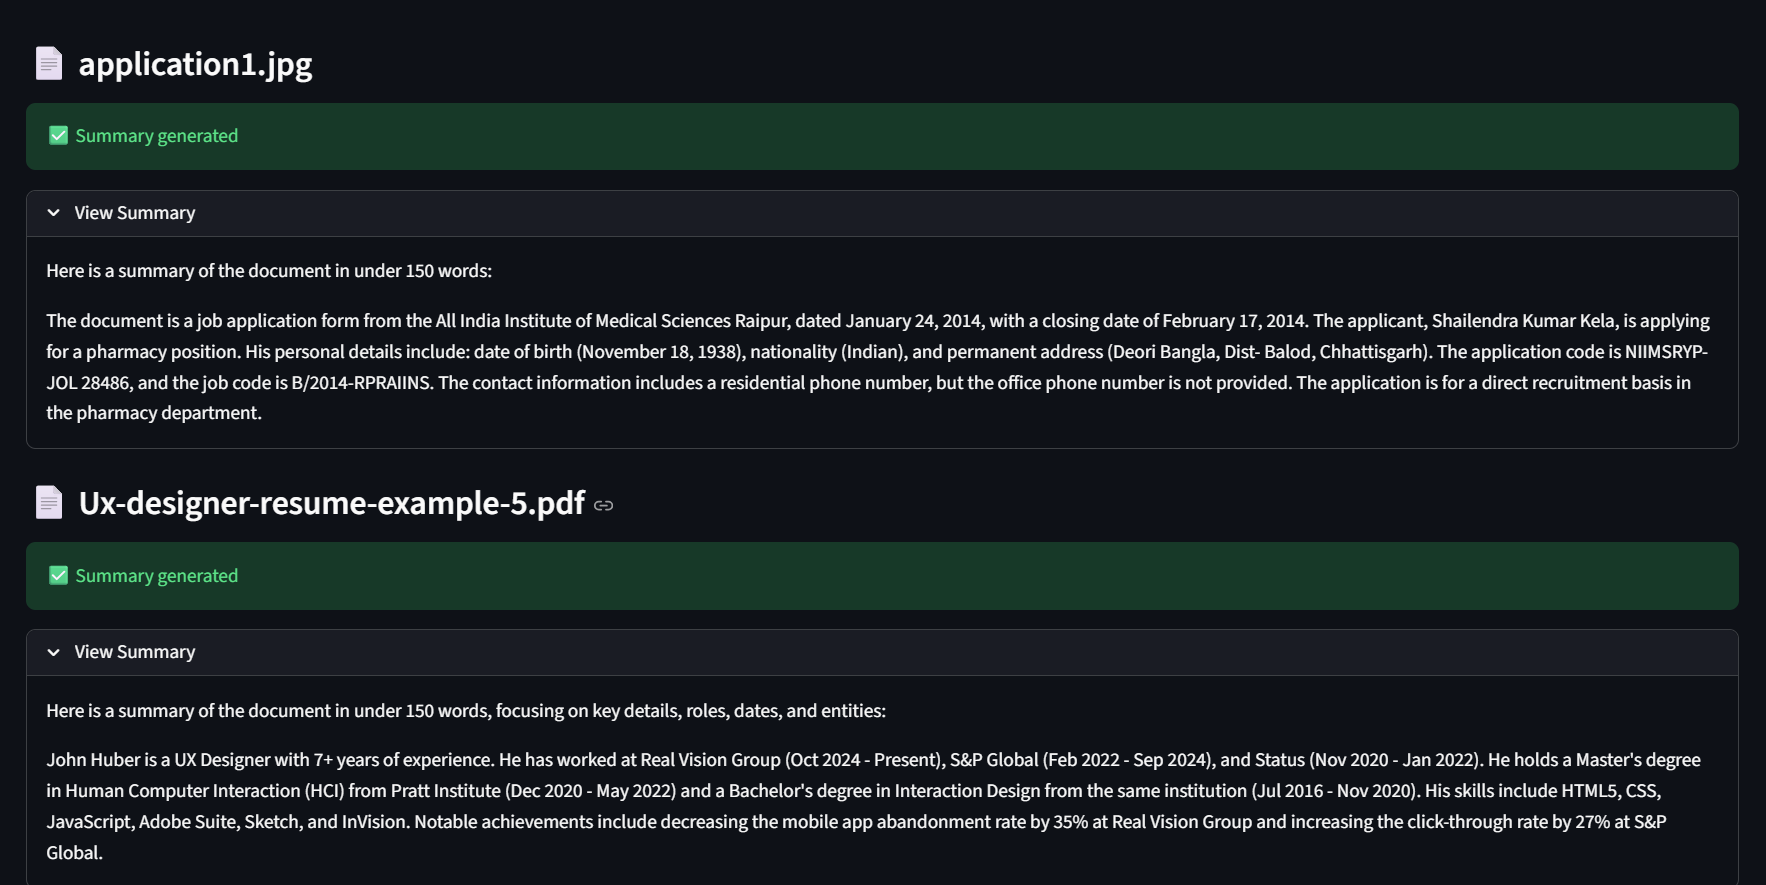 application1.jpg
Summary generated
View Summary
Here is a summary of the document in under 150 words:
The document is a job application form from the All India Institute of Medical Sciences Raipur, dated January 24, 2014, with a closing date of February 17, 2014. The applicant, Shailendra Kumar Kela, is applying
for a pharmacy position. His personal details include: date of birth (November 18, 1938), nationality (Indian), and permanent address (Deori Bangla, Dist- Balod, Chhattisgarh). The application code is NIIMSRYP-
JOL 28486, and the job code is B/2014-RPRAIINS. The contact information includes a residential phone number, but the office phone number is not provided. The application is for a direct recruitment basis in
the pharmacy department.
Ux-designer-resume-example-5.pdf
Summary generated
View Summary
Here is a summary of the document in under 150 words, focusing on key details, roles, dates, and entities:
John Huber is a UX Designer with 7+ years of experience. He has worked at Real Vision Group (Oct 2024 - Present), S&P Global (Feb 2022 - Sep 2024), and Status (Nov 2020 - Jan 2022). He holds a Master's degree
in Human Computer Interaction (HCI) from Pratt Institute (Dec 2020 - May 2022) and a Bachelor's degree in Interaction Design from the same institution (Jul 2016 - Nov 2020). His skills include HTML5, CSS,
JavaScript, Adobe Suite, Sketch, and InVision. Notable achievements include decreasing the mobile app abandonment rate by 35% at Real Vision Group and increasing the click-through rate by 27% at S&P
Global.